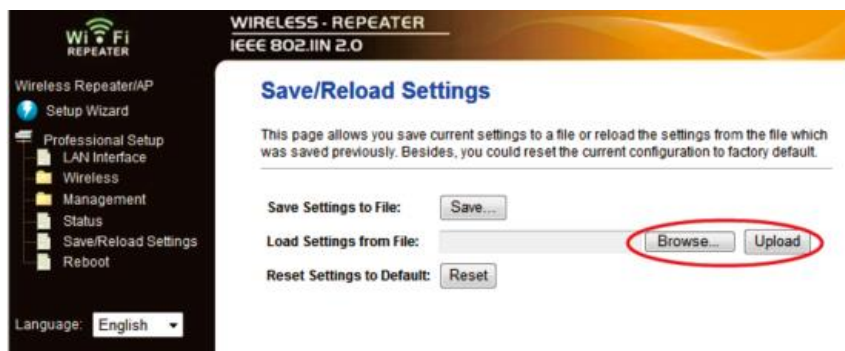 Wi Fi
REPEATER
WIRELESS - REPEATER
IEEE 802.IIN 2.0
Wireless Repeater/AP
Setup Wizard
Professional Setup
LAN Interface
Wireless
Management
Status
Save/Reload Settings
Reboot
Language: English
Save/Reload Settings
This page allows you save current settings to a file or reload the settings from the file which
was saved previously. Besides, you could reset the current configuration to factory default.
Save Settings to File: Save...
Load Settings from File: Browse... Upload
Reset Settings to Default: Reset